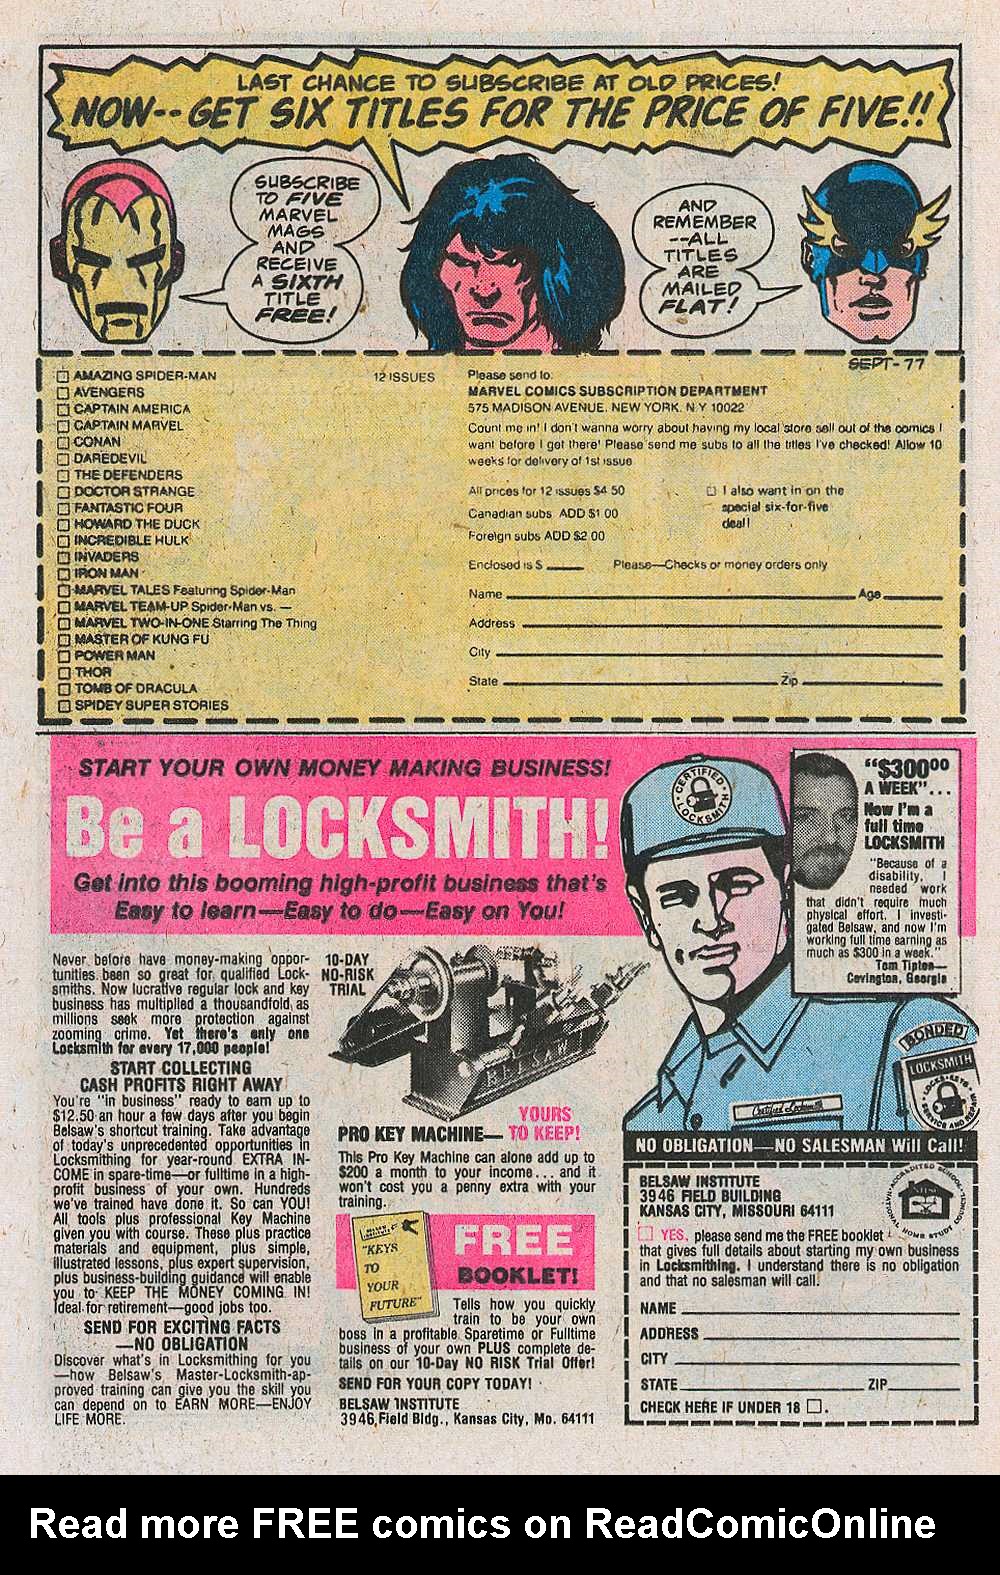 LAST CHANCE TO SUBSCRIBE AT OLD PRICES!
NOW--GET SIX TITLES FOR THE PRICE OF FIVE!!
SUBSCRIBE
TO FIVE
MARVEL
MAGS
AND
RECEIVE
A SIXTH
TITLE
FREE!
AND
REMEMBER
--ALL
TITLES
ARE
MAILED
FLAT!
SEPT-77
AMAZING SPIDER-MAN 12 ISSUES
AVENGERS
CAPTAIN AMERICA
CAPTAIN MARVEL
CONAN
DAREDEVIL
THE DEFENDERS
DOCTOR STRANGE
FANTASTIC FOUR
HOWARD THE DUCK
INCREDIBLE HULK
INVADERS
IRON MAN
MARVEL TALES Featuring Spider-Man
MARVEL TEAM-UP Spider-Man vs. —
MARVEL TWO-IN-ONE Starring The Thing
MASTER OF KUNG FU
POWER MAN
THOR
TOMB OF DRACULA
SPIDEY SUPER STORIES
Please send to:
MARVEL COMICS SUBSCRIPTION DEPARTMENT
575 MADISON AVENUE. NEW YORK. N.Y 10022
Count me in! I don't wanna worry about having my local store sell out of the comics I
want before I get there! Please send me subs to all the titles I've checked! Allow 10
weeks for delivery of 1st issue
All prices for 12 issues $4.50
Canadian subs ADD $1.00
Foreign subs ADD $2.00
I also want in on the
special six-for-five
deal!
Enclosed is $ Please—Checks or money orders only
Name Age
Address
City
State Zip
START YOUR OWN MONEY MAKING BUSINESS!
Be a LOCKSMITH!
Get into this booming high-profit business that's
Easy to learn—Easy to do—Easy on You!
CERTIFIED
LOCKSMITH
"$300⁰⁰
A WEEK"...
Now I'm a
full time
LOCKSMITH
"Because of a
disability, I
needed work
that didn't require much
physical effort. I investi-
gated Belsaw, and now I'm
working full time earning as
much as $300 in a week."
Tom Tipton—
Covington, Georgia
Never before have money-making oppor-
tunities been so great for qualified Lock-
smiths. Now lucrative regular lock and key
business has multiplied a thousandfold as
millions seek more protection against
zooming crime. Yet there's only one
Locksmith for every 17,000 people!
START COLLECTING
CASH PROFITS RIGHT AWAY
You're "in business" ready to earn up to
$12.50 an hour a few days after you begin
Belsaw's shortcut training. Take advantage
of today's unprecedented opportunities in
Locksmithing for year-round EXTRA IN-
COME in spare-time—or fulltime in a high-
profit business of your own. Hundreds
we've trained have done it. So can YOU!
All tools plus professional Key Machine
given you with course. These plus practice
materials and equipment, plus simple,
illustrated lessons, plus expert supervision,
plus business-building guidance will enable
you to KEEP THE MONEY COMING IN!
Ideal for retirement—good jobs too.
SEND FOR EXCITING FACTS
—NO OBLIGATION
Discover what's in Locksmithing for you
—how Belsaw's Master-Locksmith-ap-
proved training can give you the skill you
can depend on to EARN MORE—ENJOY
LIFE MORE.
10-DAY
NO-RISK
TRIAL
BELSAW
YOURS
PRO KEY MACHINE— TO KEEP!
This Pro Key Machine can alone add up to
$200 a month to your income... and it
won't cost you a penny extra with your
training.
"KEYS
TO
YOUR
FUTURE"
FREE
BOOKLET!
Tells how you quickly
train to be your own
boss in a profitable Sparetime or Fulltime
business of your own PLUS complete de-
tails on our 10-Day NO RISK Trial Offer!
SEND FOR YOUR COPY TODAY!
BELSAW INSTITUTE
3946 Field Bldg., Kansas City, Mo. 64111
BONDED
LOCKSMITH
LOCKS-KEYS
SERVICE AND REPAIR
Certified Locksmith
NO OBLIGATION—NO SALESMAN Will Call!
BELSAW INSTITUTE
3946 FIELD BUILDING
KANSAS CITY, MISSOURI 64111
ACCREDITED SCHOOL
NATIONAL HOME STUDY COUNCIL
YES, please send me the FREE booklet
that gives full details about starting my own business
in Locksmithing. I understand there is no obligation
and that no salesman will call.
NAME
ADDRESS
CITY
STATE ZIP
CHECK HERE IF UNDER 18 .
Read more FREE comics on ReadComicOnline